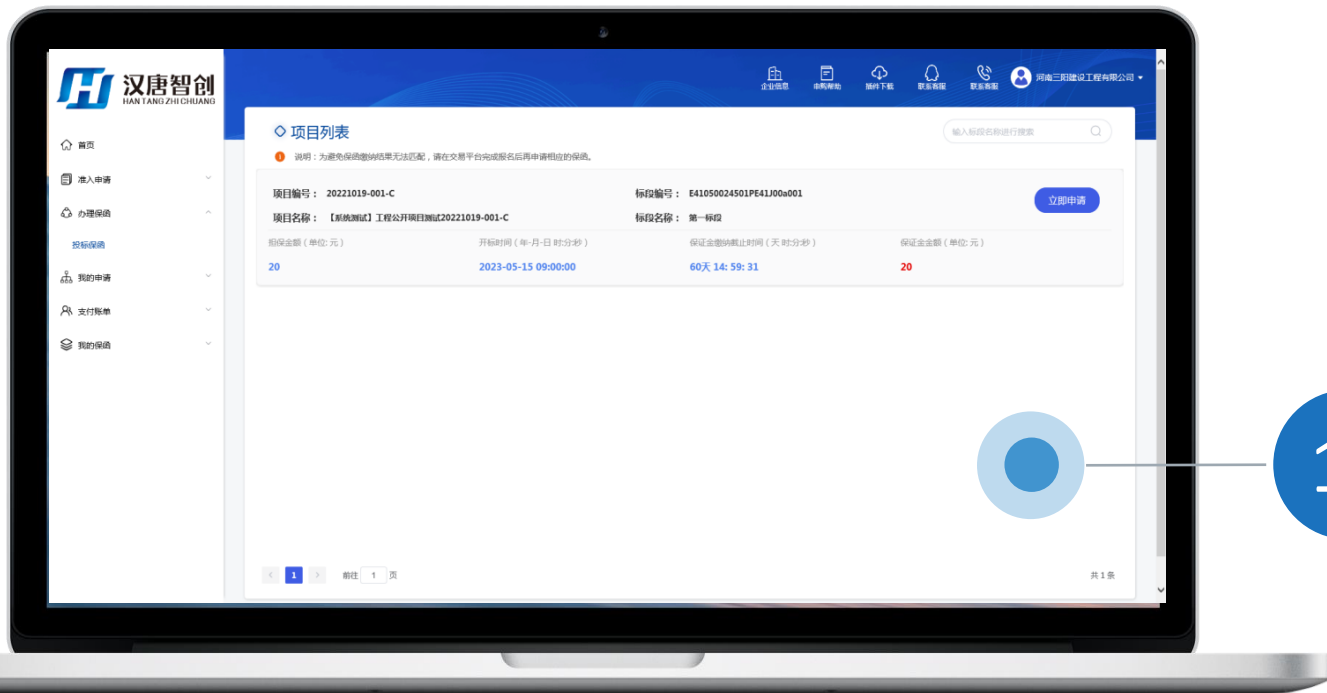 汉唐智创
HAN TANG ZHI CHUANG
企业信息
申购帮助
插件下载
联系客服
联系客服
河南三阳建设工程有限公司
首页
准入申请
办理保函
投标保函
我的申请
支付账单
我的保函
项目列表
输入标段名称进行搜索
说明：为避免保函缴纳结果无法匹配，请在交易平台完成报名后再申请相应的保函。
项目编号： 20221019-001-C
标段编号： E41050024501PE41J00a001
立即申请
项目名称： 【系统测试】工程公开项目测试20221019-001-C
标段名称： 第一标段
担保金额（单位: 元）
开标时间（年-月-日 时:分:秒）
保证金缴纳截止时间（天 时:分:秒）
保证金金额（单位: 元）
20
2023-05-15 09:00:00
60天 14: 59: 31
20
1
前往 1 页
共 1 条
1